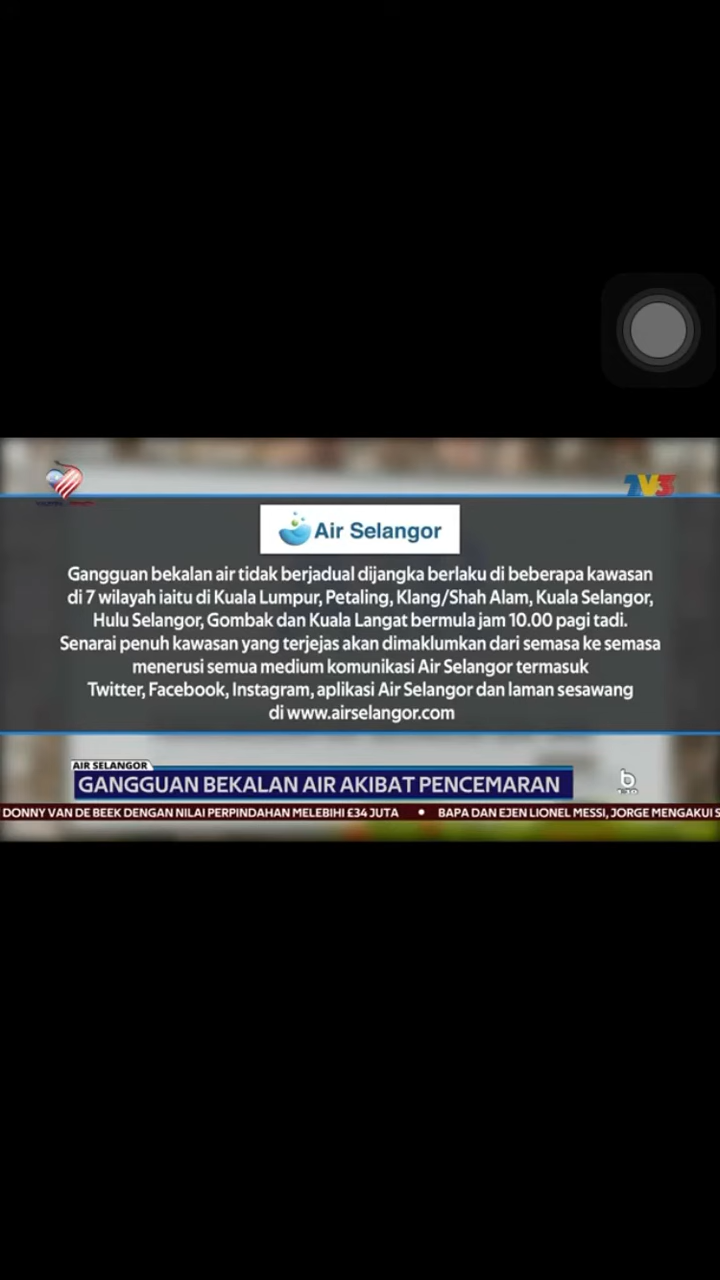 TV3
Air Selangor
Gangguan bekalan air tidak berjadual dijangka berlaku di beberapa kawasan
di 7 wilayah iaitu di Kuala Lumpur, Petaling, Klang/Shah Alam, Kuala Selangor,
Hulu Selangor, Gombak dan Kuala Langat bermula jam 10.00 pagi tadi.
Senarai penuh kawasan yang terjejas akan dimaklumkan dari semasa ke semasa
menerusi semua medium komunikasi Air Selangor termasuk
Twitter, Facebook, Instagram, aplikasi Air Selangor dan laman sesawang
di www.airselangor.com
AIR SELANGOR
GANGGUAN BEKALAN AIR AKIBAT PENCEMARAN
b
1:30
DONNY VAN DE BEEK DENGAN NILAI PERPINDAHAN MELEBIHI £34 JUTA • BAPA DAN EJEN LIONEL MESSI, JORGE MENGAKUI S